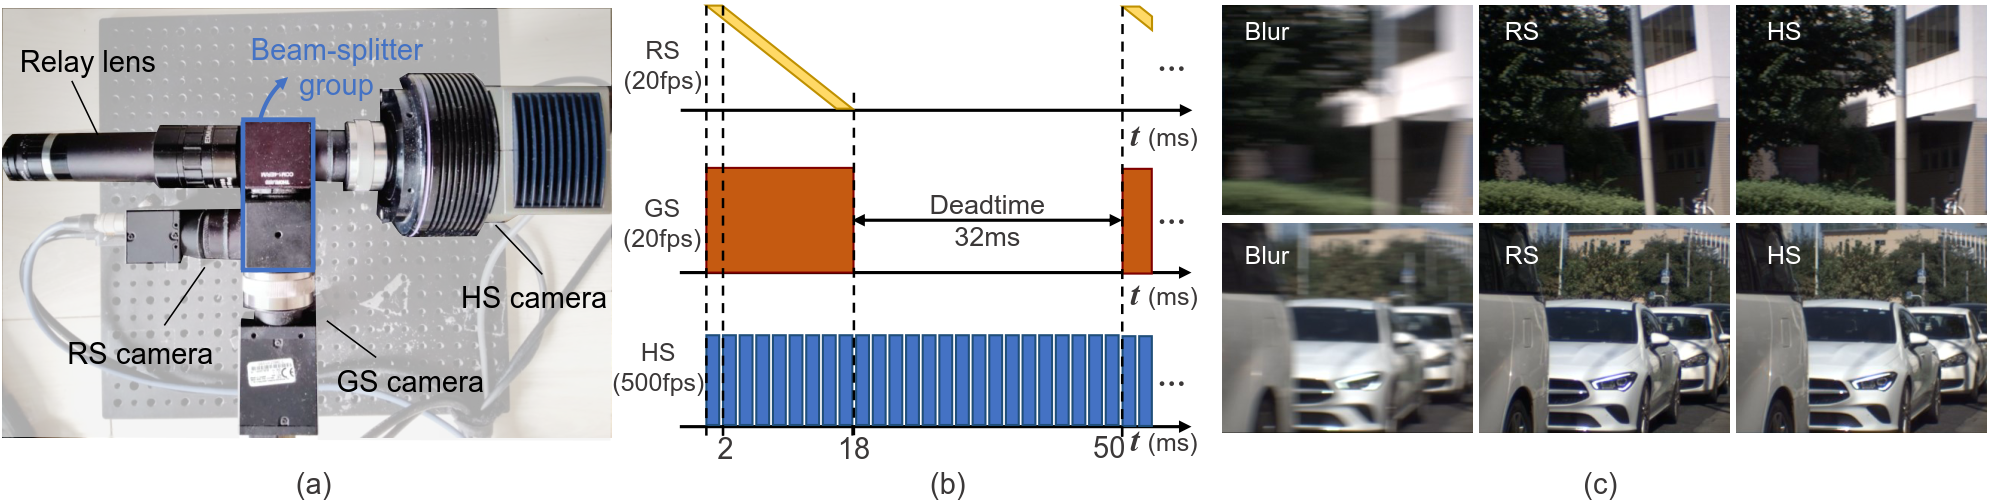 Relay lens
Beam-splitter
group
HS camera
RS camera
GS camera
(a)
RS
(20fps)
...
t (ms)
GS
(20fps)
Deadtime
32ms
...
t (ms)
HS
(500fps)
...
2
18
50
t (ms)
(b)
Blur
RS
HS
Blur
RS
HS
(c)